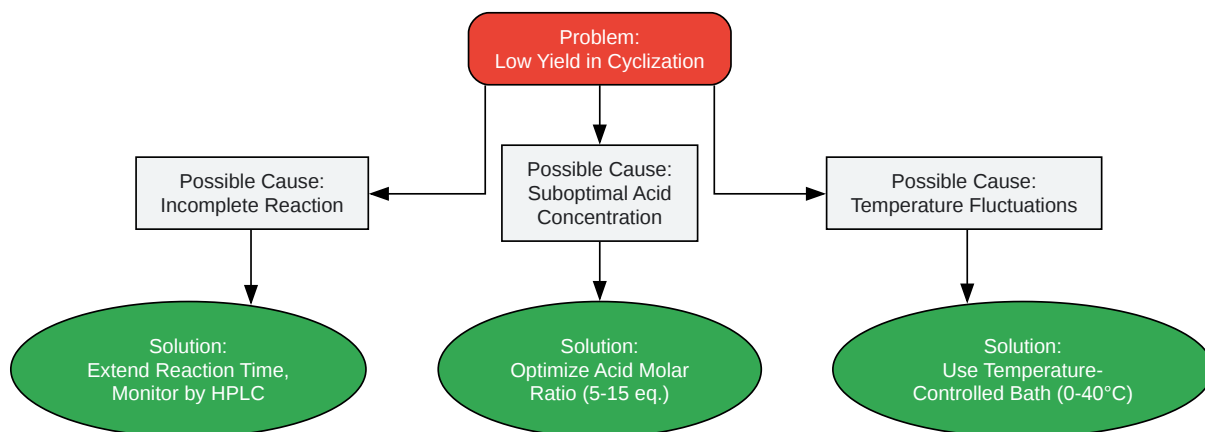 Problem:
Low Yield in Cyclization
Possible Cause:
Incomplete Reaction
Possible Cause:
Suboptimal Acid
Concentration
Possible Cause:
Temperature Fluctuations
Solution:
Extend Reaction Time,
Monitor by HPLC
Solution:
Optimize Acid Molar
Ratio (5-15 eq.)
Solution:
Use Temperature-
Controlled Bath (0-40°C)